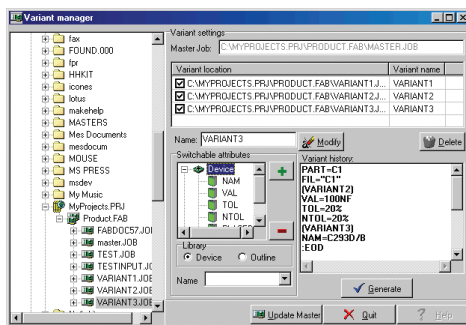 Variant manager
fax
FOUND.000
fpr
HHKIT
icones
lotus
makehelp
MASTERS
Mes Documents
mesdocum
MOUSE
MS PRESS
msdev
My Music
MyProjects.PRJ
Product.FAB
FABDOC57.JOI
master.JOB
TEST.JOB
TESTINPUT.JO
VARIANT1.JOE
VARIANT2.JOE
VARIANT3.JOE
Variant settings
Master Job: C:\MYPROJECTS.PRJ\PRODUCT.FAB\MASTER.JOB
Variant location Variant name
C:\MYPROJECTS.PRJ\PRODUCT.FAB\VARIANT1.J... VARIANT1
C:\MYPROJECTS.PRJ\PRODUCT.FAB\VARIANT2.J... VARIANT2
C:\MYPROJECTS.PRJ\PRODUCT.FAB\VARIANT3.J... VARIANT3
Name: VARIANT3 Modify Delete
Switchable attributes
Device
NAM
VAL
TOL
NTOL
Library
Device Outline
Name
Variant history:
PART=C1
FIL="C1"
(VARIANT2)
VAL=100NF
TOL=20%
NTOL=20%
(VARIANT3)
NAM=C293D/B
:EOD
Generate
Update Master Quit Help